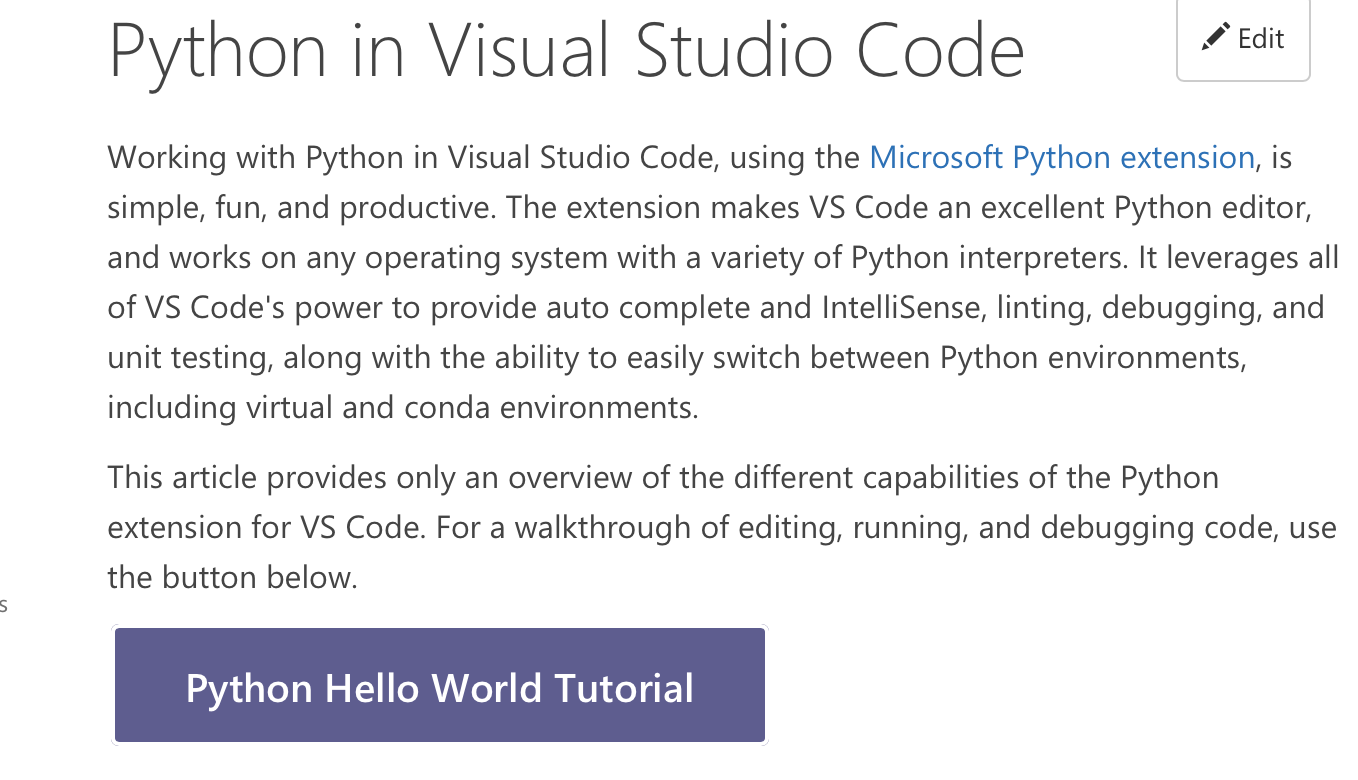 Python in Visual Studio Code
Edit
Working with Python in Visual Studio Code, using the Microsoft Python extension, is
simple, fun, and productive. The extension makes VS Code an excellent Python editor,
and works on any operating system with a variety of Python interpreters. It leverages all
of VS Code's power to provide auto complete and IntelliSense, linting, debugging, and
unit testing, along with the ability to easily switch between Python environments,
including virtual and conda environments.
This article provides only an overview of the different capabilities of the Python
extension for VS Code. For a walkthrough of editing, running, and debugging code, use
the button below.
s
Python Hello World Tutorial